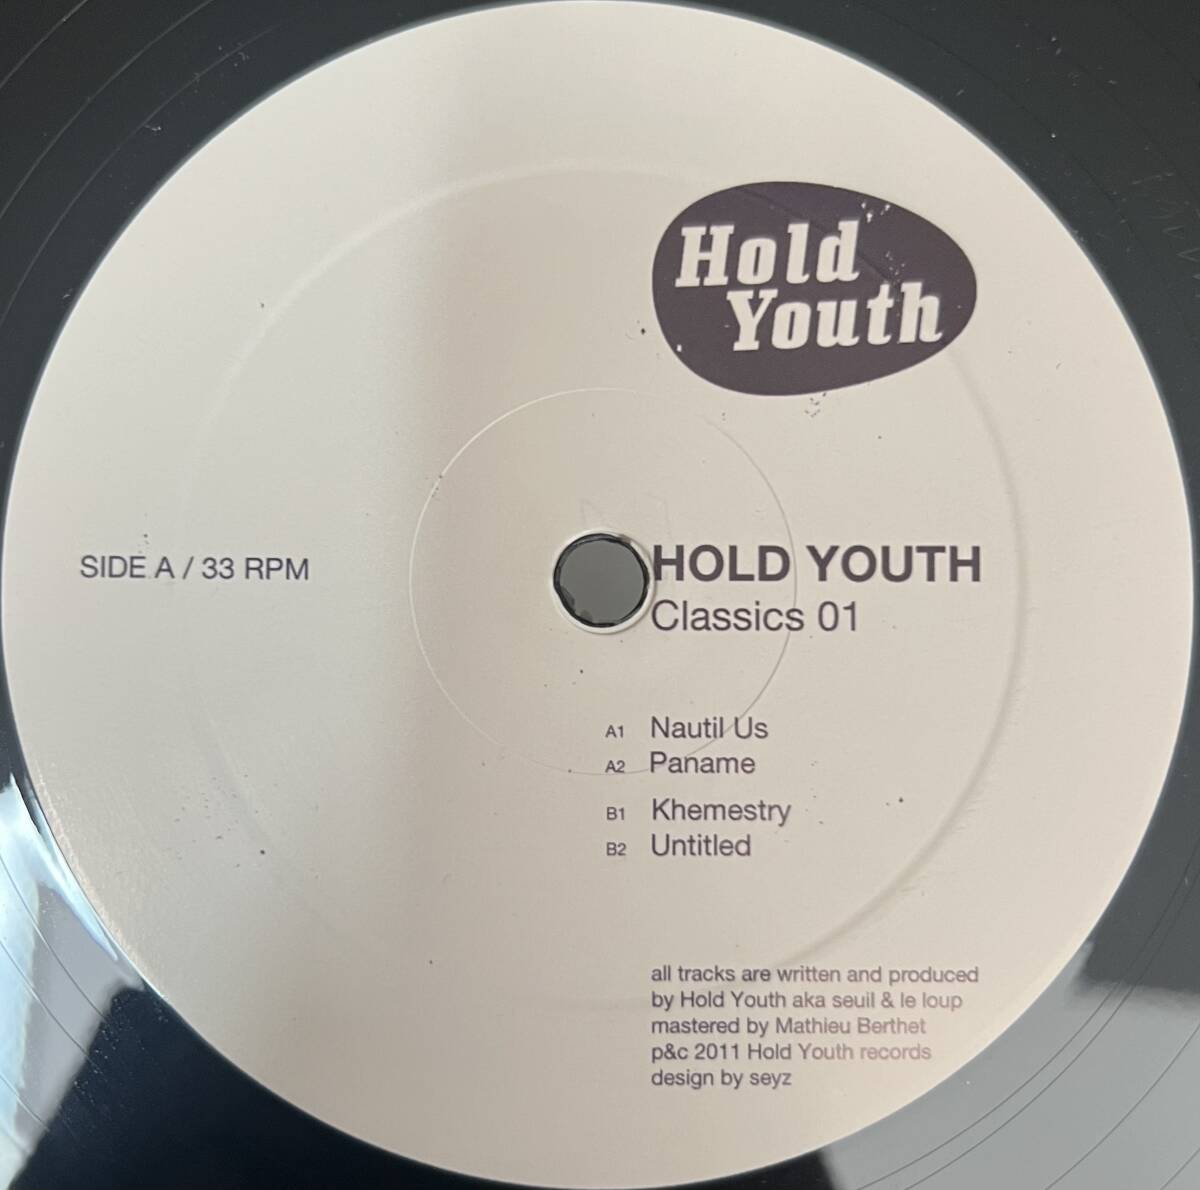 Hold
Youth
SIDE A / 33 RPM
HOLD YOUTH
Classics 01
A1 Nautil Us
A2 Paname
B1 Khemestry
B2 Untitled
all tracks are written and produced
by Hold Youth aka seuil & le loup
mastered by Mathieu Berthet
p&c 2011 Hold Youth records
design by seyz